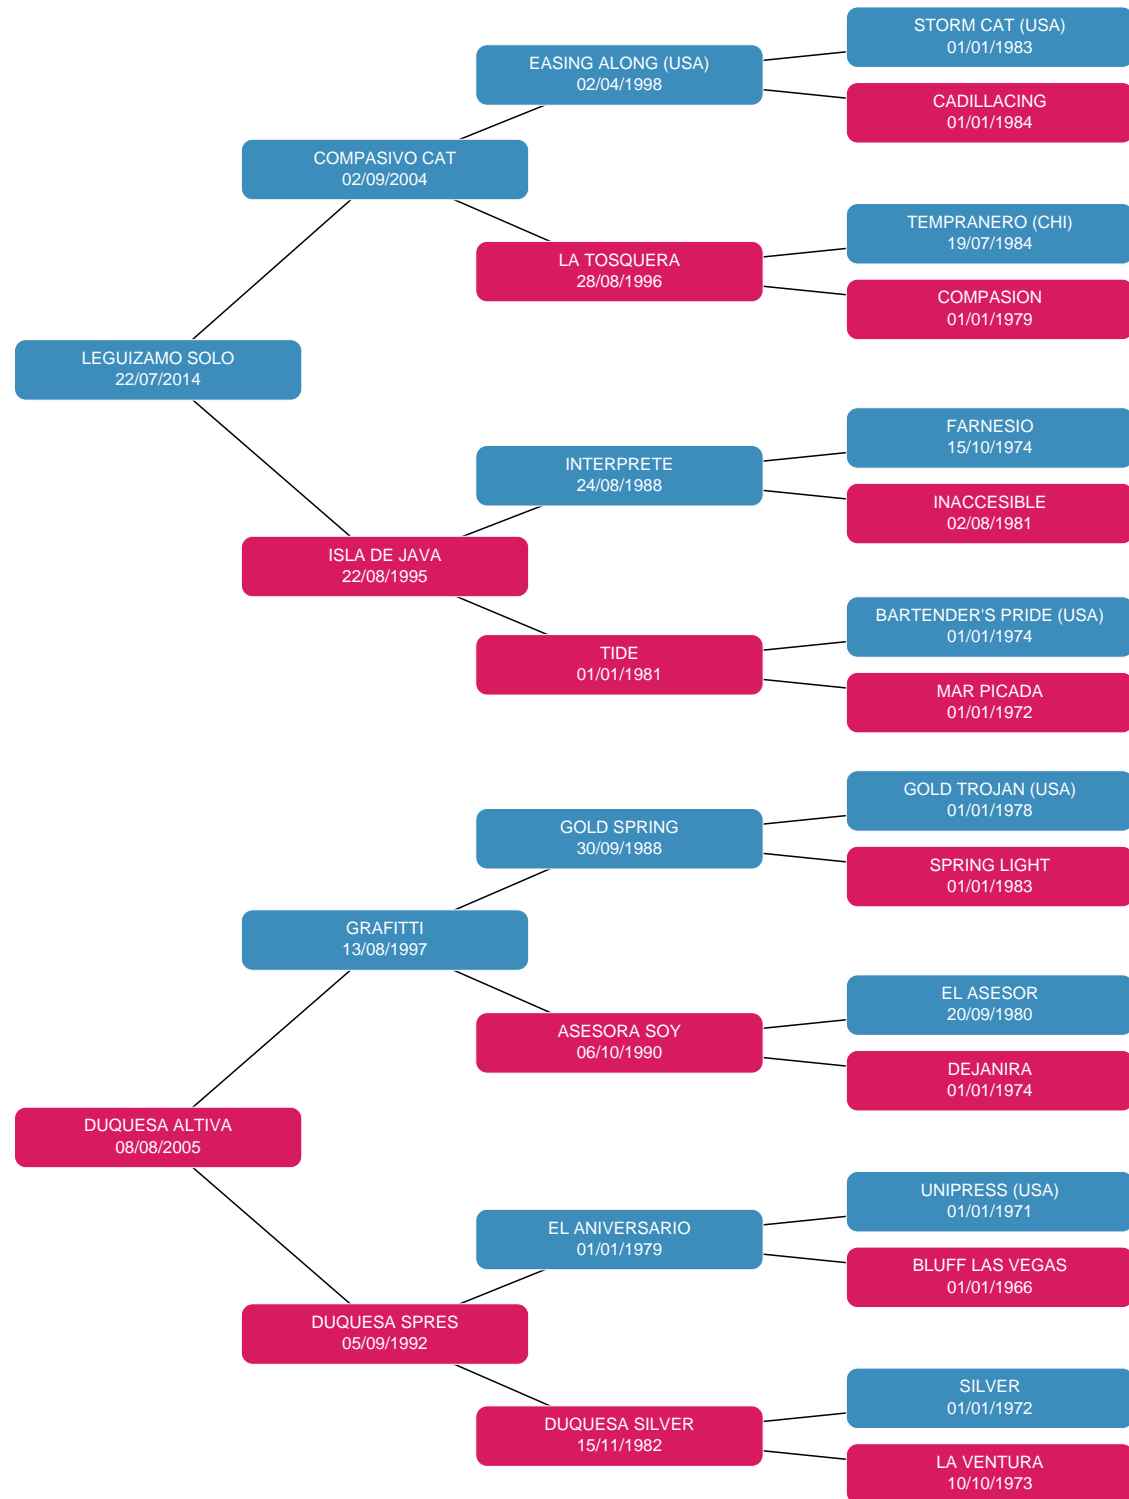 STORM CAT (USA)
01/01/1983
EASING ALONG (USA)
02/04/1998
CADILLACING
01/01/1984
COMPASIVO CAT
02/09/2004
TEMPRANERO (CHI)
19/07/1984
LA TOSQUERA
28/08/1996
COMPASION
01/01/1979
LEGUIZAMO SOLO
22/07/2014
FARNESIO
15/10/1974
INTERPRETE
24/08/1988
INACCESIBLE
02/08/1981
ISLA DE JAVA
22/08/1995
BARTENDER'S PRIDE (USA)
01/01/1974
TIDE
01/01/1981
MAR PICADA
01/01/1972
GOLD TROJAN (USA)
01/01/1978
GOLD SPRING
30/09/1988
SPRING LIGHT
01/01/1983
GRAFITTI
13/08/1997
EL ASESOR
20/09/1980
ASESORA SOY
06/10/1990
DEJANIRA
01/01/1974
DUQUESA ALTIVA
08/08/2005
UNIPRESS (USA)
01/01/1971
EL ANIVERSARIO
01/01/1979
BLUFF LAS VEGAS
01/01/1966
DUQUESA SPRES
05/09/1992
SILVER
01/01/1972
DUQUESA SILVER
15/11/1982
LA VENTURA
10/10/1973